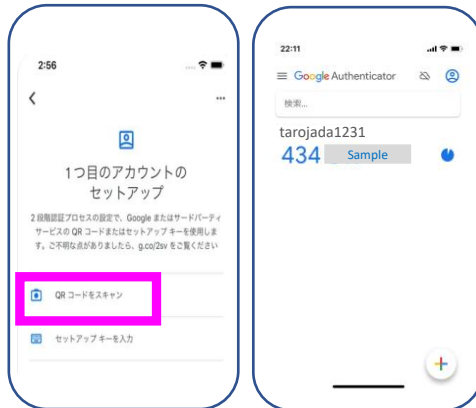 2:56
1つ目のアカウントの
セットアップ
2 段階認証プロセスの設定で、Google またはサードパーティ
サービスの QR コードまたはセットアップ キーを使用しま
す。ご不明な点がありましたら、g.co/2sv をご覧ください
QR コードをスキャン
セットアップ キーを入力
22:11
Google Authenticator
検索...
tarojada1231
434 Sample